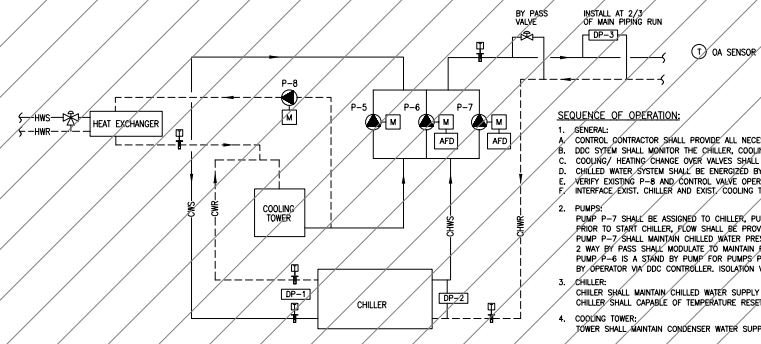 BY PASS
VALVE
INSTALL AT 2/3
OF MAIN PIPING RUN
DP-3
T
OA SENSOR
T
P-8
M
HWS
HWR
HEAT EXCHANGER
T
P-5
M
P-6
M
AFD
P-7
M
AFD
CWS
CWR
COOLING
TOWER
CHWS
CHWR
T
DP-1
T
CHILLER
DP-2
T
SEQUENCE OF OPERATION:
1. GENERAL:
A. CONTROL CONTRACTOR SHALL PROVIDE ALL NECE
B. DDC SYTEM SHALL MONITOR THE CHILLER, COOLIN
C. COOLING/ HEATING CHANGE OVER VALVES SHALL
D. CHILLED WATER SYSTEM SHALL BE ENERGIZED BY
E. VERIFY EXISTING P-8 AND CONTROL VALVE OPER
F. INTERFACE EXIST. CHILLER AND EXIST. COOLING T
2. PUMPS:
PUMP P-7 SHALL BE ASSIGNED TO CHILLER, PU
PRIOR TO START CHILLER, FLOW SHALL BE PROV
PUMP P-7 SHALL MAINTAIN CHILLED WATER PRES
2 WAY BY PASS SHALL MODULATE TO MAINTAIN
PUMP P-6 IS A STAND BY PUMP FOR PUMPS P
BY OPERATOR VIA DDC CONTROLLER. ISOLATION V
3. CHILLER:
CHILLER SHALL MAINTAIN CHILLED WATER SUPPLY
CHILLER SHALL CAPABLE OF TEMPERATURE RESET
4. COOLING TOWER:
TOWER SHALL MAINTAIN CONDENSER WATER SUPP